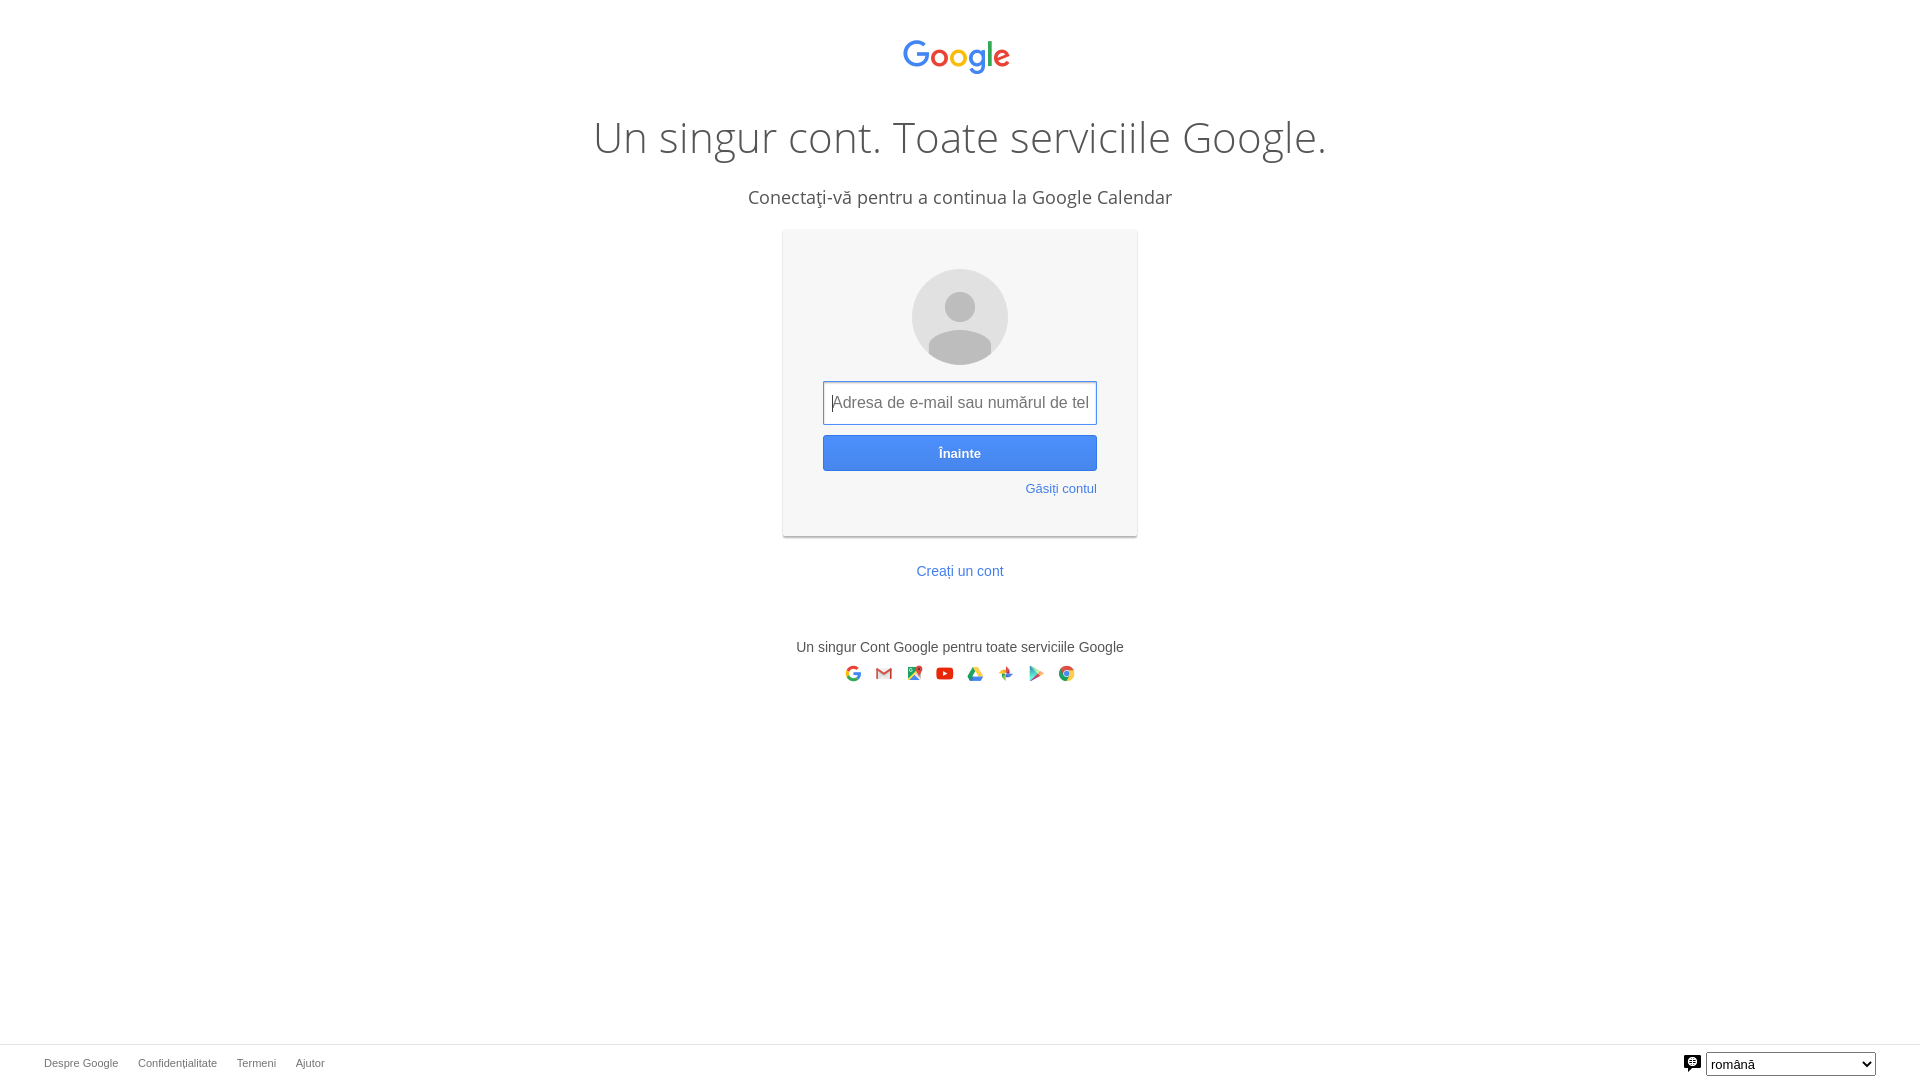 Google
Un singur cont. Toate serviciile Google.
Conectaţi-vă pentru a continua la Google Calendar
Adresa de e-mail sau numărul de tel
Înainte
Găsiți contul
Creați un cont
Un singur Cont Google pentru toate serviciile Google
Despre Google
Confidențialitate
Termeni
Ajutor
română